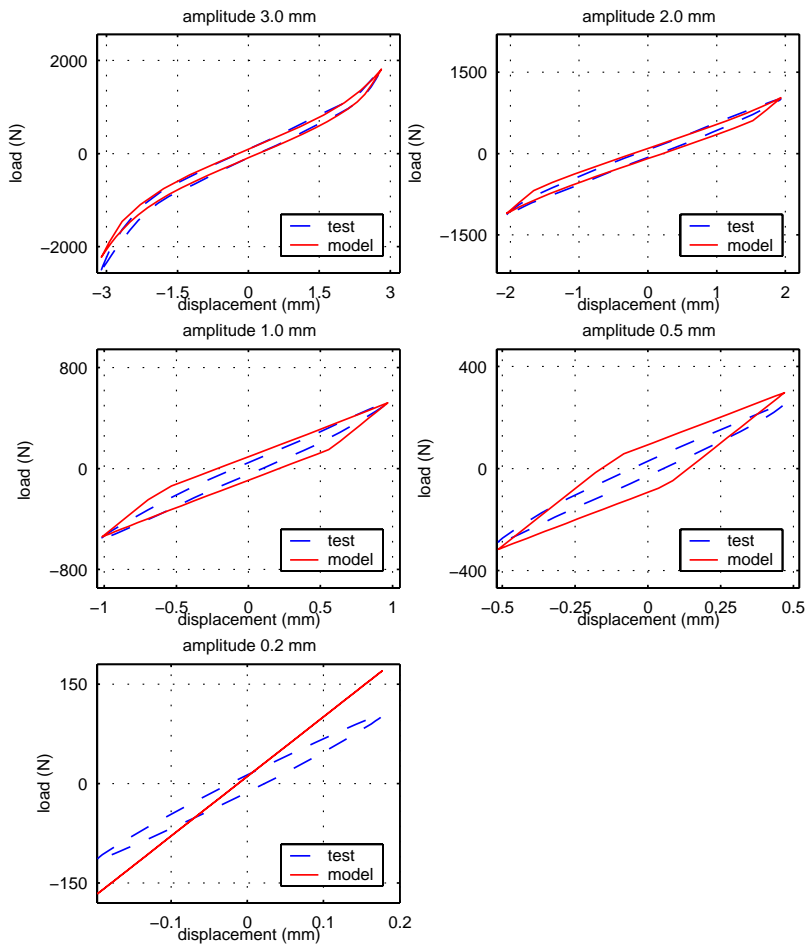 amplitude 3.0 mm
2000
0
−2000
load (N)
−3 −1.5 0 1.5 3
displacement (mm)
test
model
amplitude 2.0 mm
1500
0
−1500
load (N)
−2 −1 0 1 2
displacement (mm)
test
model
amplitude 1.0 mm
800
0
−800
load (N)
−1 −0.5 0 0.5 1
displacement (mm)
test
model
amplitude 0.5 mm
400
0
−400
load (N)
−0.5 −0.25 0 0.25 0.5
displacement (mm)
test
model
amplitude 0.2 mm
150
0
−150
load (N)
−0.1 0 0.1 0.2
displacement (mm)
test
model